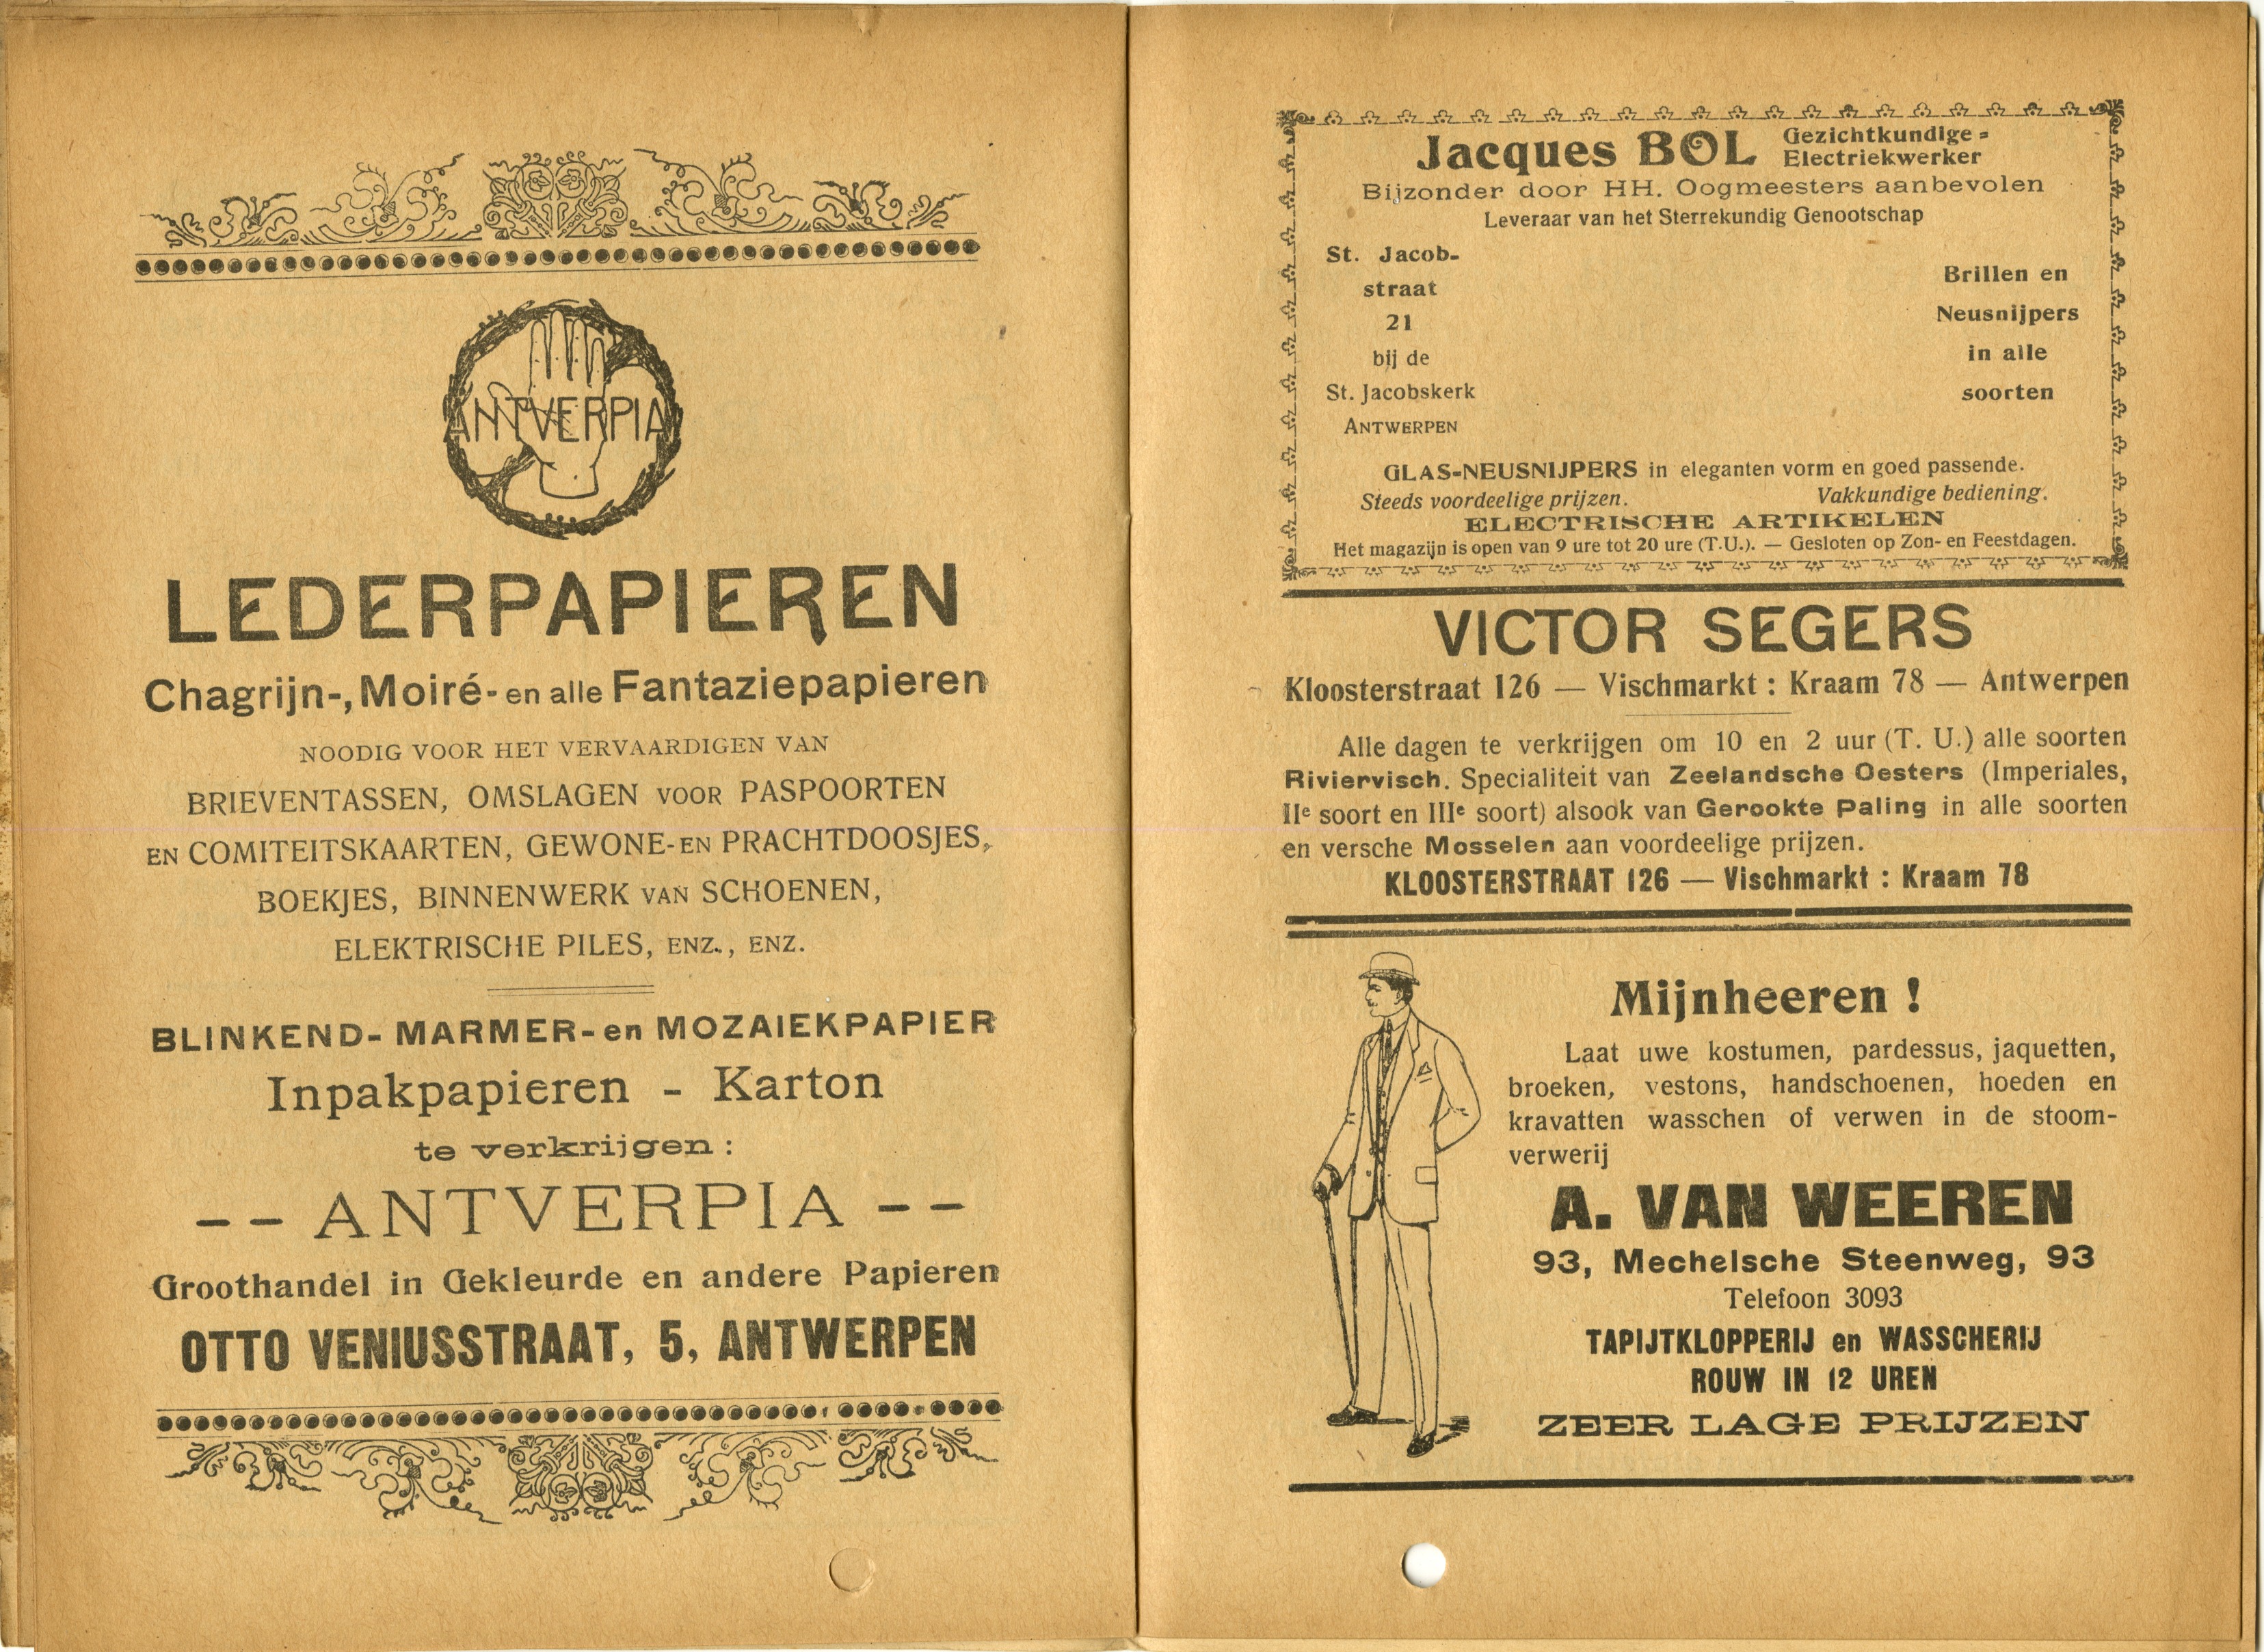 ANTVERPIA
LEDERPAPIEREN
Chagrijn-, Moiré- en alle Fantaziepapieren
NOODIG VOOR HET VERVAARDIGEN VAN
BRIEVENTASSEN, OMSLAGEN VOOR PASPOORTEN
EN COMITEITSKAARTEN, GEWONE- EN PRACHTDOOSJES,
BOEKJES, BINNENWERK VAN SCHOENEN,
ELEKTRISCHE PILES, ENZ., ENZ.
BLINKEND- MARMER- en MOZAIEKPAPIER
Inpakpapieren - Karton
te verkrijgen :
-- ANTVERPIA --
Groothandel in Gekleurde en andere Papieren
OTTO VENIUSSTRAAT, 5, ANTWERPEN
Jacques BOL Gezichtkundige-
Electriekwerker
Bijzonder door HH. Oogmeesters aanbevolen
Leveraar van het Sterrekundig Genootschap
St. Jacob-
straat
21
bij de
St. Jacobskerk
ANTWERPEN
Brillen en
Neusnijpers
in alle
soorten
GLAS-NEUSNIJPERS in eleganten vorm en goed passende.
Steeds voordeelige prijzen. Vakkundige bediening.
ELECTRISCHE ARTIKELEN
Het magazijn is open van 9 ure tot 20 ure (T.U.). — Gesloten op Zon- en Feestdagen.
VICTOR SEGERS
Kloosterstraat 126 — Vischmarkt : Kraam 78 — Antwerpen
Alle dagen te verkrijgen om 10 en 2 uur (T. U.) alle soorten
Riviervisch. Specialiteit van Zeelandsche Oesters (Imperiales,
IIe soort en IIIe soort) alsook van Gerookte Paling in alle soorten
en versche Mosselen aan voordeelige prijzen.
KLOOSTERSTRAAT 126 — Vischmarkt : Kraam 78
Mijnheeren !
Laat uwe kostumen, pardessus, jaquetten,
broeken, vestons, handschoenen, hoeden en
kravatten wasschen of verwen in de stoom-
verwerij
A. VAN WEEREN
93, Mechelsche Steenweg, 93
Telefoon 3093
TAPIJTKLOPPERIJ en WASSCHERIJ
ROUW IN 12 UREN
ZEER LAGE PRIJZEN